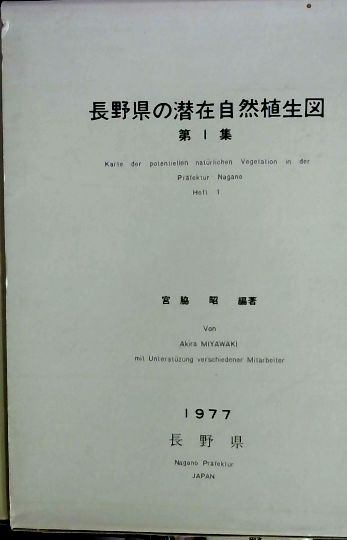 長野県の潜在自然植生図
第1集
Karte der potentiellen natürlichen Vegetation in der
Präfektur Nagano
Heft 1
宮脇 昭 編著
Von
Akira MIYAWAKI
mit Unterstüzung verschiedener Mitarbeiter
1977
長野県
Nagano Präfektur
JAPAN